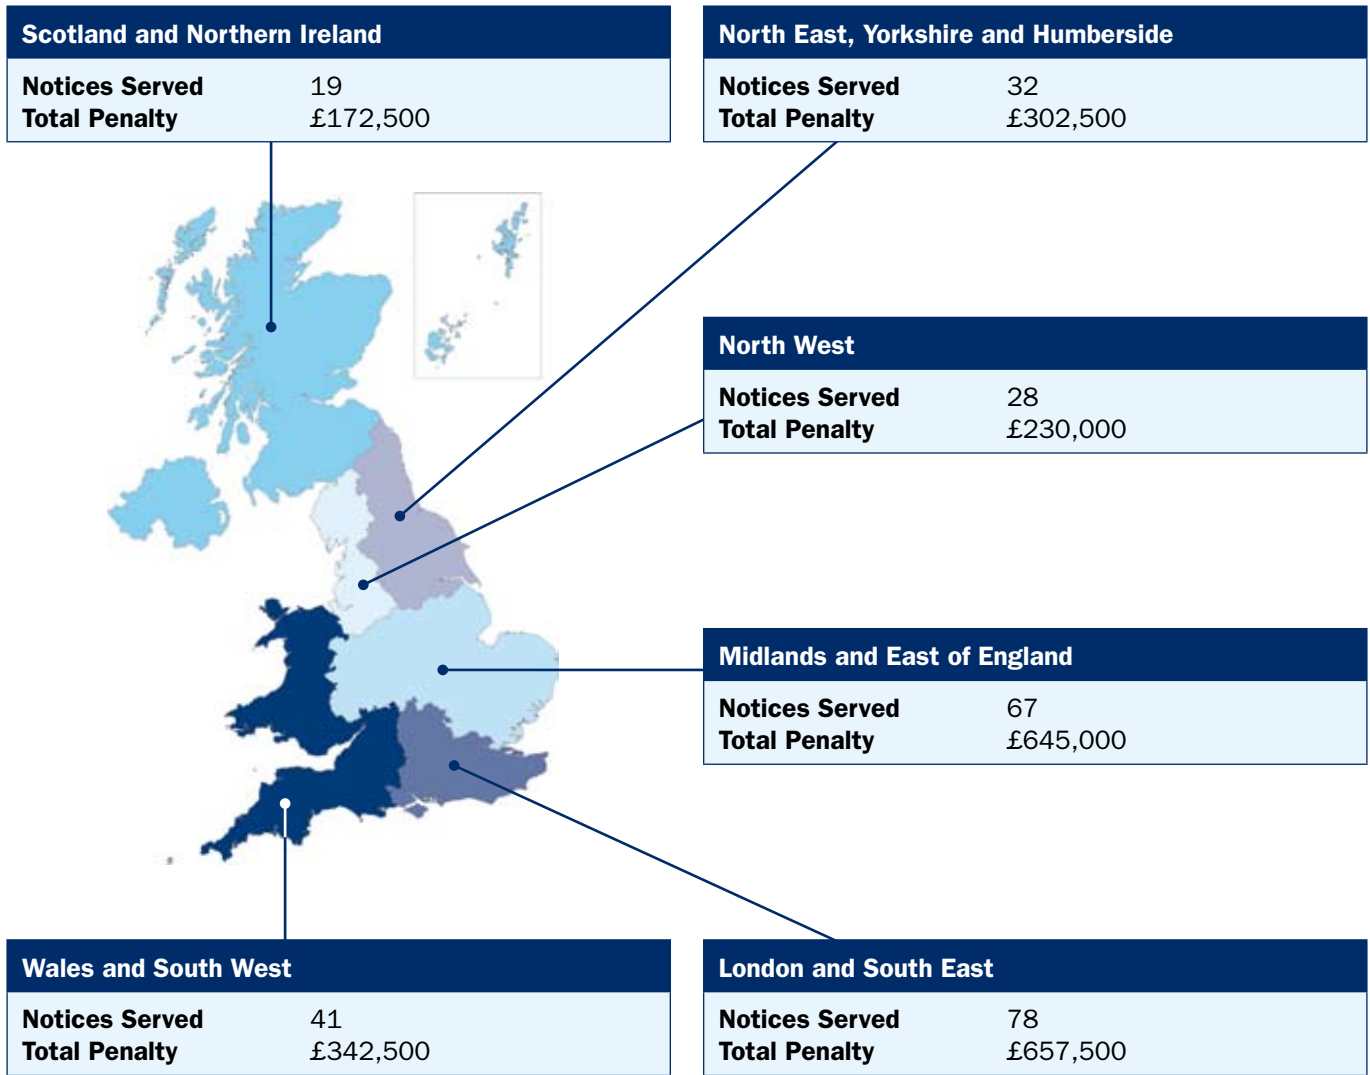 Scotland and Northern Ireland
Notices Served 19
Total Penalty £172,500
North East, Yorkshire and Humberside
Notices Served 32
Total Penalty £302,500
North West
Notices Served 28
Total Penalty £230,000
Midlands and East of England
Notices Served 67
Total Penalty £645,000
Wales and South West
Notices Served 41
Total Penalty £342,500
London and South East
Notices Served 78
Total Penalty £657,500